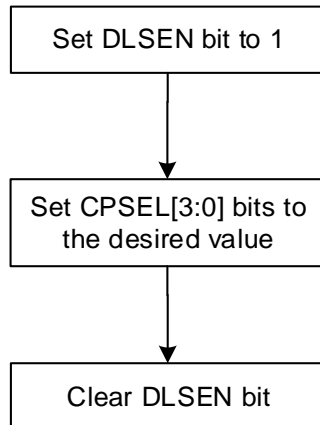 Set DLSEN bit to 1
Set CPSEL[3:0] bits to
the desired value
Clear DLSEN bit